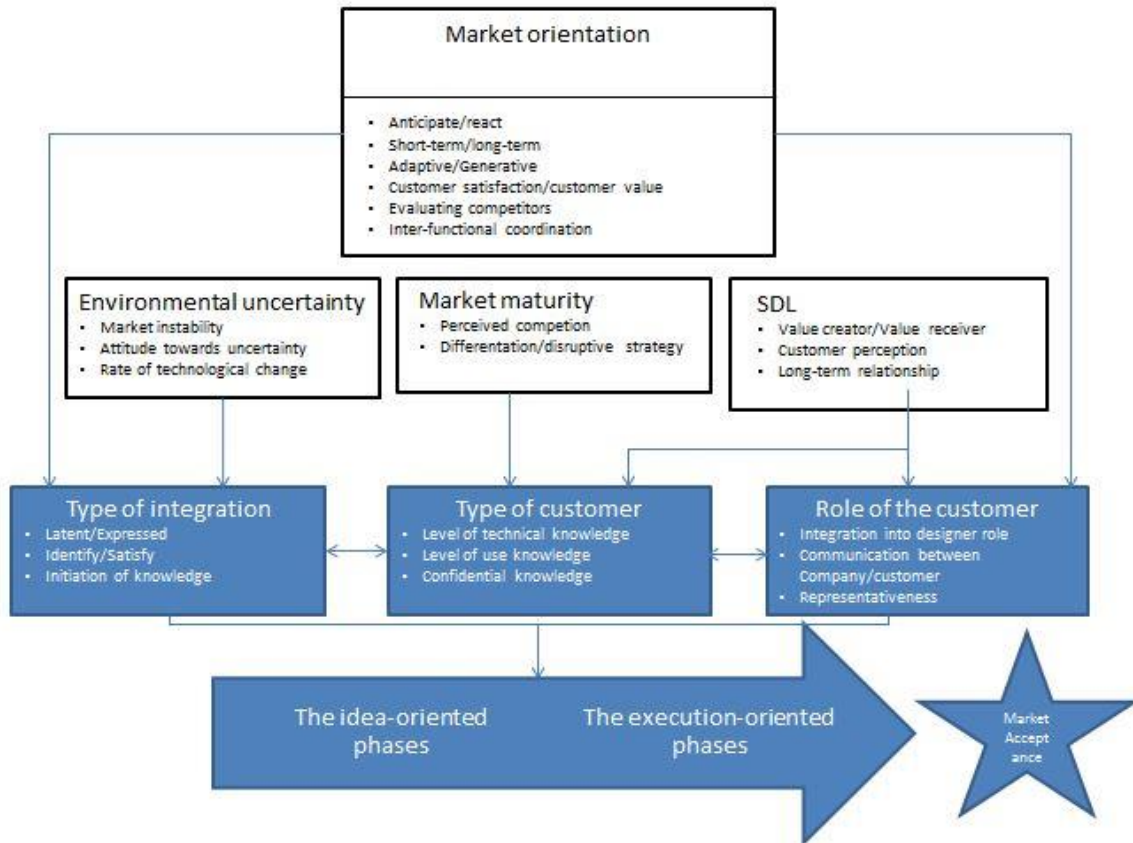 Market orientation
• Anticipate/react
• Short-term/long-term
• Adaptive/Generative
• Customer satisfaction/customer value
• Evaluating competitors
• Inter-functional coordination
Environmental uncertainty
• Market instability
• Attitude towards uncertainty
• Rate of technological change
Market maturity
• Perceived competion
• Differentation/disruptive strategy
SDL
• Value creator/Value receiver
• Customer perception
• Long-term relationship
Type of integration
• Latent/Expressed
• Identify/Satisfy
• Initiation of knowledge
Type of customer
• Level of technical knowledge
• Level of use knowledge
• Confidential knowledge
Role of the customer
• Integration into designer role
• Communication between
Company/customer
• Representativeness
The idea-oriented
phases
The execution-oriented
phases
Market
Accept
ance